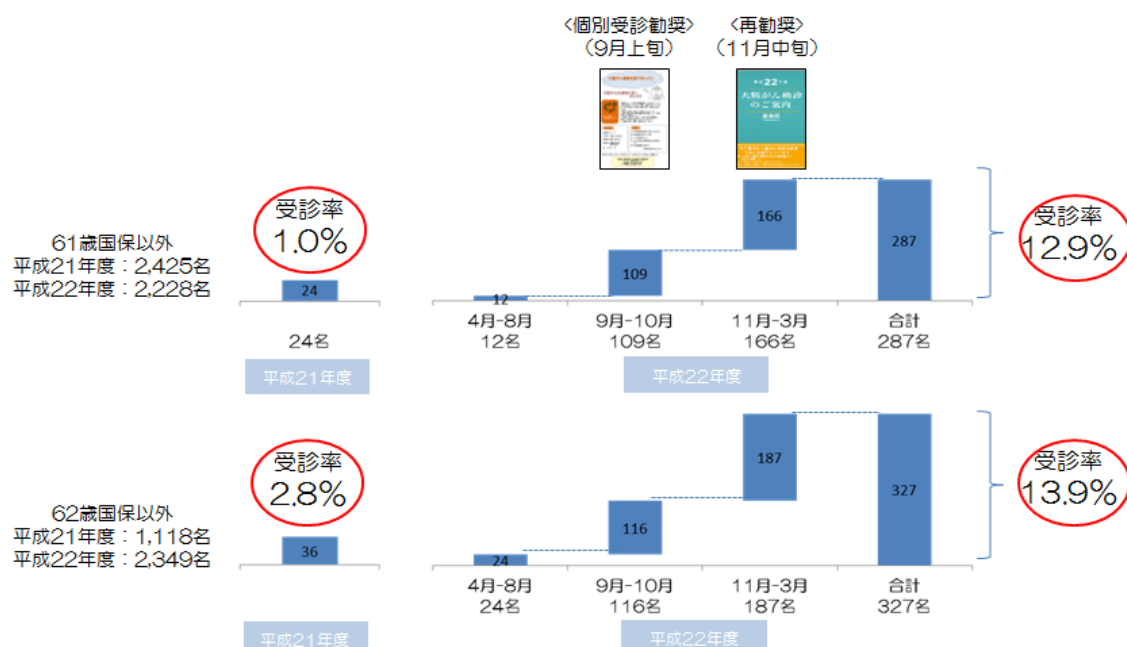 <個別受診勧奨>
(9月上旬)
<再勧奨>
(11月中旬)
22
大腸がん検診
のご案内
受診率
1.0%
61歳国保以外
平成21年度:2,425名
平成22年度:2,228名
24
24名
平成21年度
12
109
166
287
4月-8月
12名
9月-10月
109名
11月-3月
166名
合計
287名
平成22年度
受診率
12.9%
受診率
2.8%
62歳国保以外
平成21年度:1,118名
平成22年度:2,349名
36
平成21年度
24
116
187
327
4月-8月
24名
9月-10月
116名
11月-3月
187名
合計
327名
平成22年度
受診率
13.9%